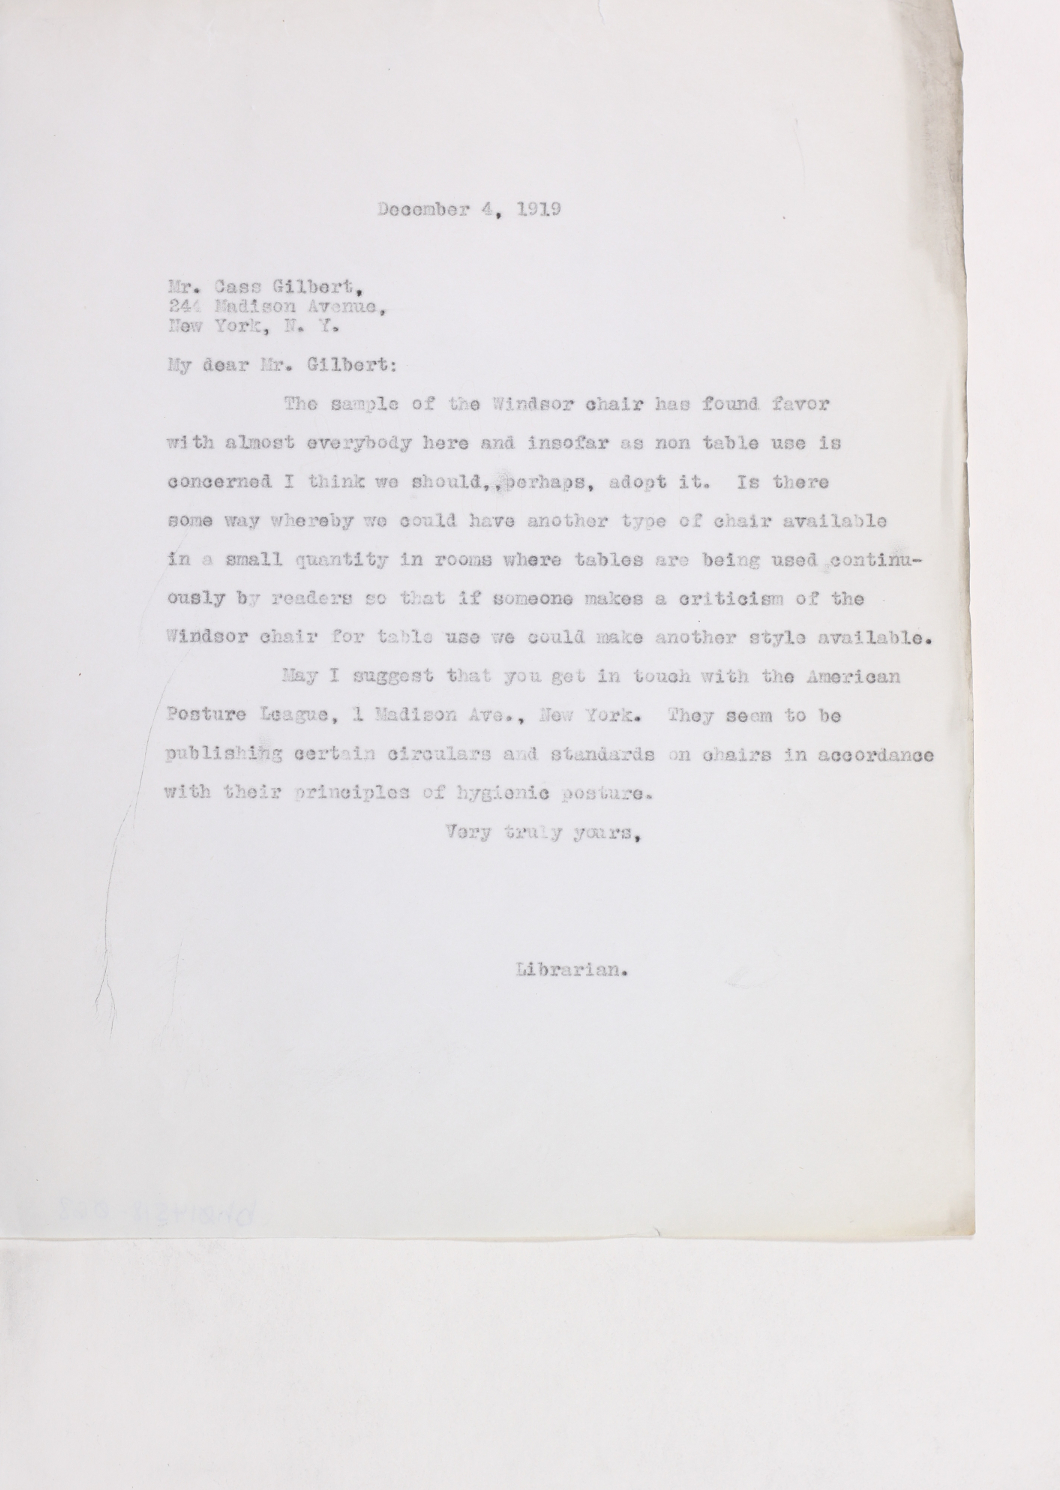 December 4, 1919
Mr. Cass Gilbert,
244 Madison Avenue,
New York, N. Y.
My dear Mr. Gilbert:
The sample of the Windsor chair has found favor
with almost everybody here and insofar as non table use is
concerned I think we should,,perhaps, adopt it. Is there
some way whereby we could have another type of chair available
in a small quantity in rooms where tables are being used continu-
ously by readers so that if someone makes a criticism of the
Windsor chair for table use we could make another style available.
May I suggest that you get in touch with the American
Posture League, 1 Madison Ave., New York. They seem to be
publishing certain circulars and standards on chairs in accordance
with their principles of hygienic posture.
Very truly yours,
Librarian.